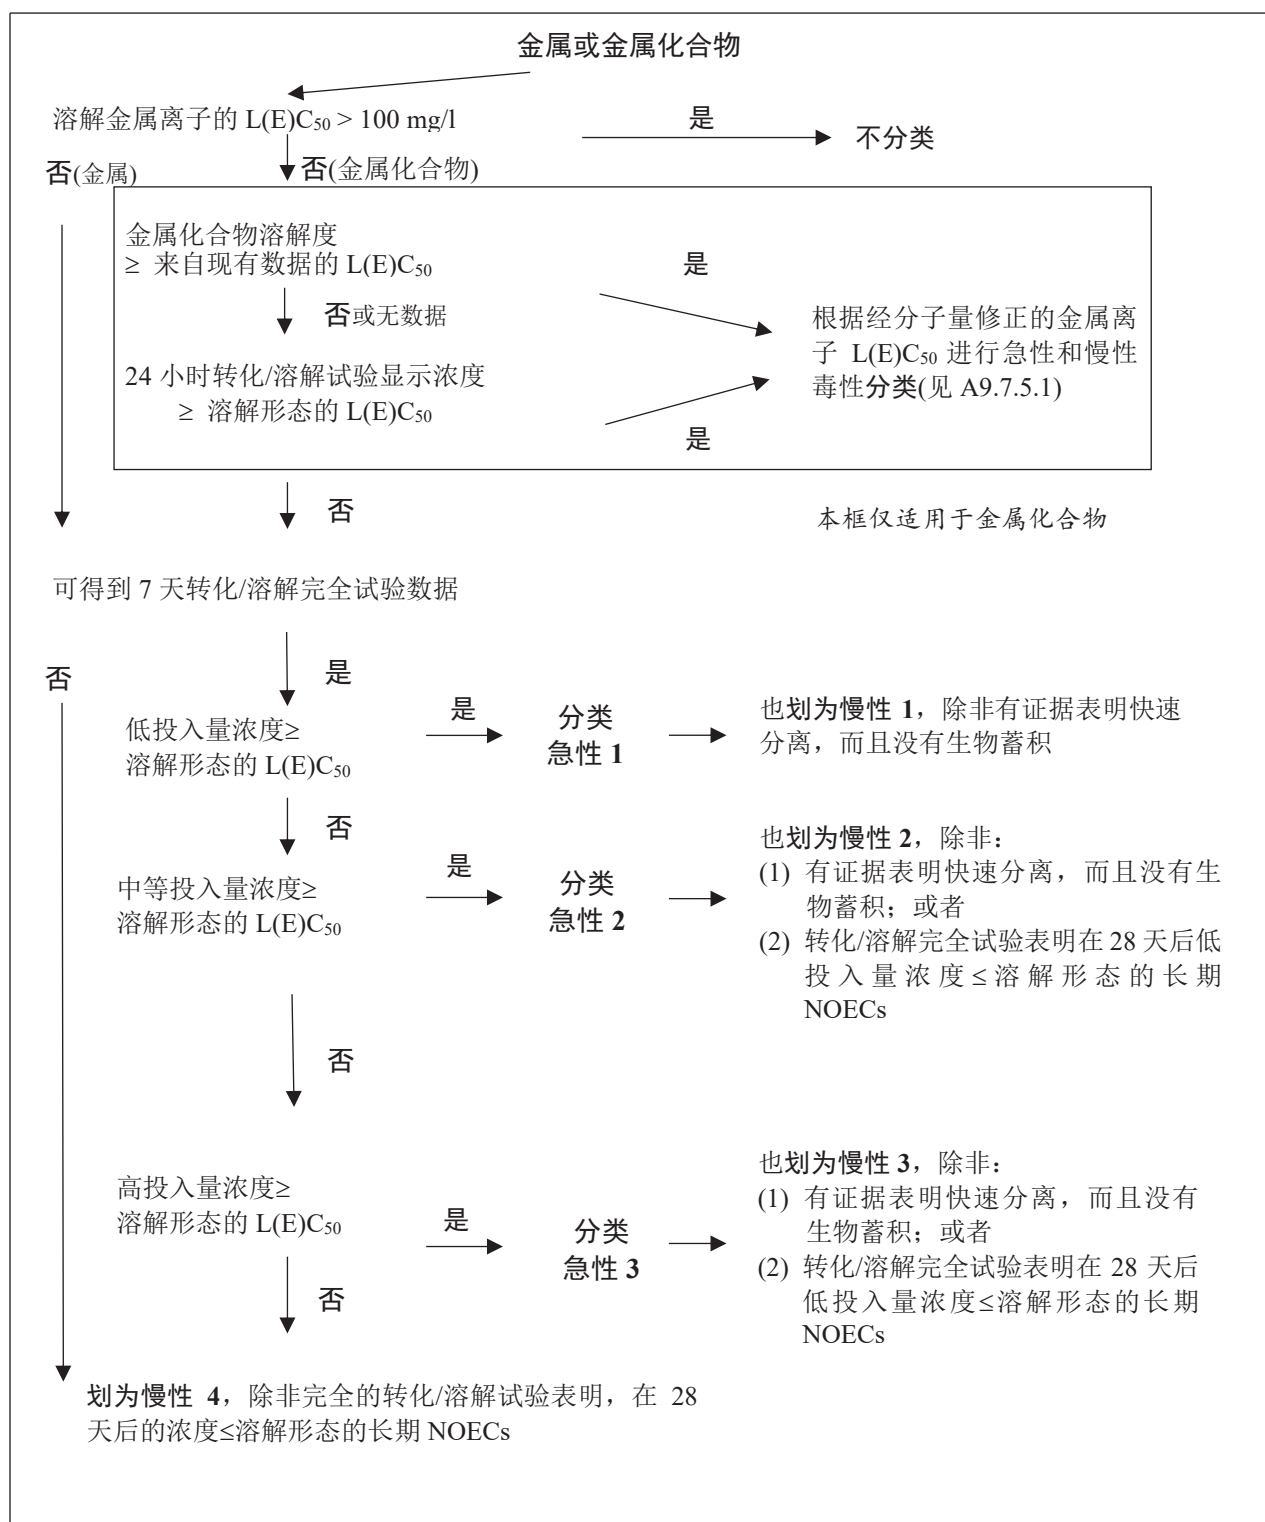 金属或金属化合物
溶解金属离子的 L(E)C50 > 100 mg/l
是
不分类
否(金属)
否(金属化合物)
金属化合物溶解度
≥ 来自现有数据的 L(E)C50
是
否或无数据
根据经分子量修正的金属离
子 L(E)C50 进行急性和慢性
毒性分类(见 A9.7.5.1)
24 小时转化/溶解试验显示浓度
≥ 溶解形态的 L(E)C50
是
否
本框仅适用于金属化合物
可得到 7 天转化/溶解完全试验数据
否
是
低投入量浓度≥
溶解形态的 L(E)C50
是
分类
急性 1
也划为慢性 1，除非有证据表明快速
分离，而且没有生物蓄积
否
中等投入量浓度≥
溶解形态的 L(E)C50
是
分类
急性 2
也划为慢性 2，除非：
(1) 有证据表明快速分离，而且没有生
物蓄积；或者
(2) 转化/溶解完全试验表明在 28 天后低
投入量浓度≤溶解形态的长期
NOECs
否
高投入量浓度≥
溶解形态的 L(E)C50
是
分类
急性 3
也划为慢性 3，除非：
(1) 有证据表明快速分离，而且没有
生物蓄积；或者
(2) 转化/溶解完全试验表明在 28 天后
低投入量浓度≤溶解形态的长期
NOECs
否
划为慢性 4，除非完全的转化/溶解试验表明，在 28
天后的浓度≤溶解形态的长期 NOECs